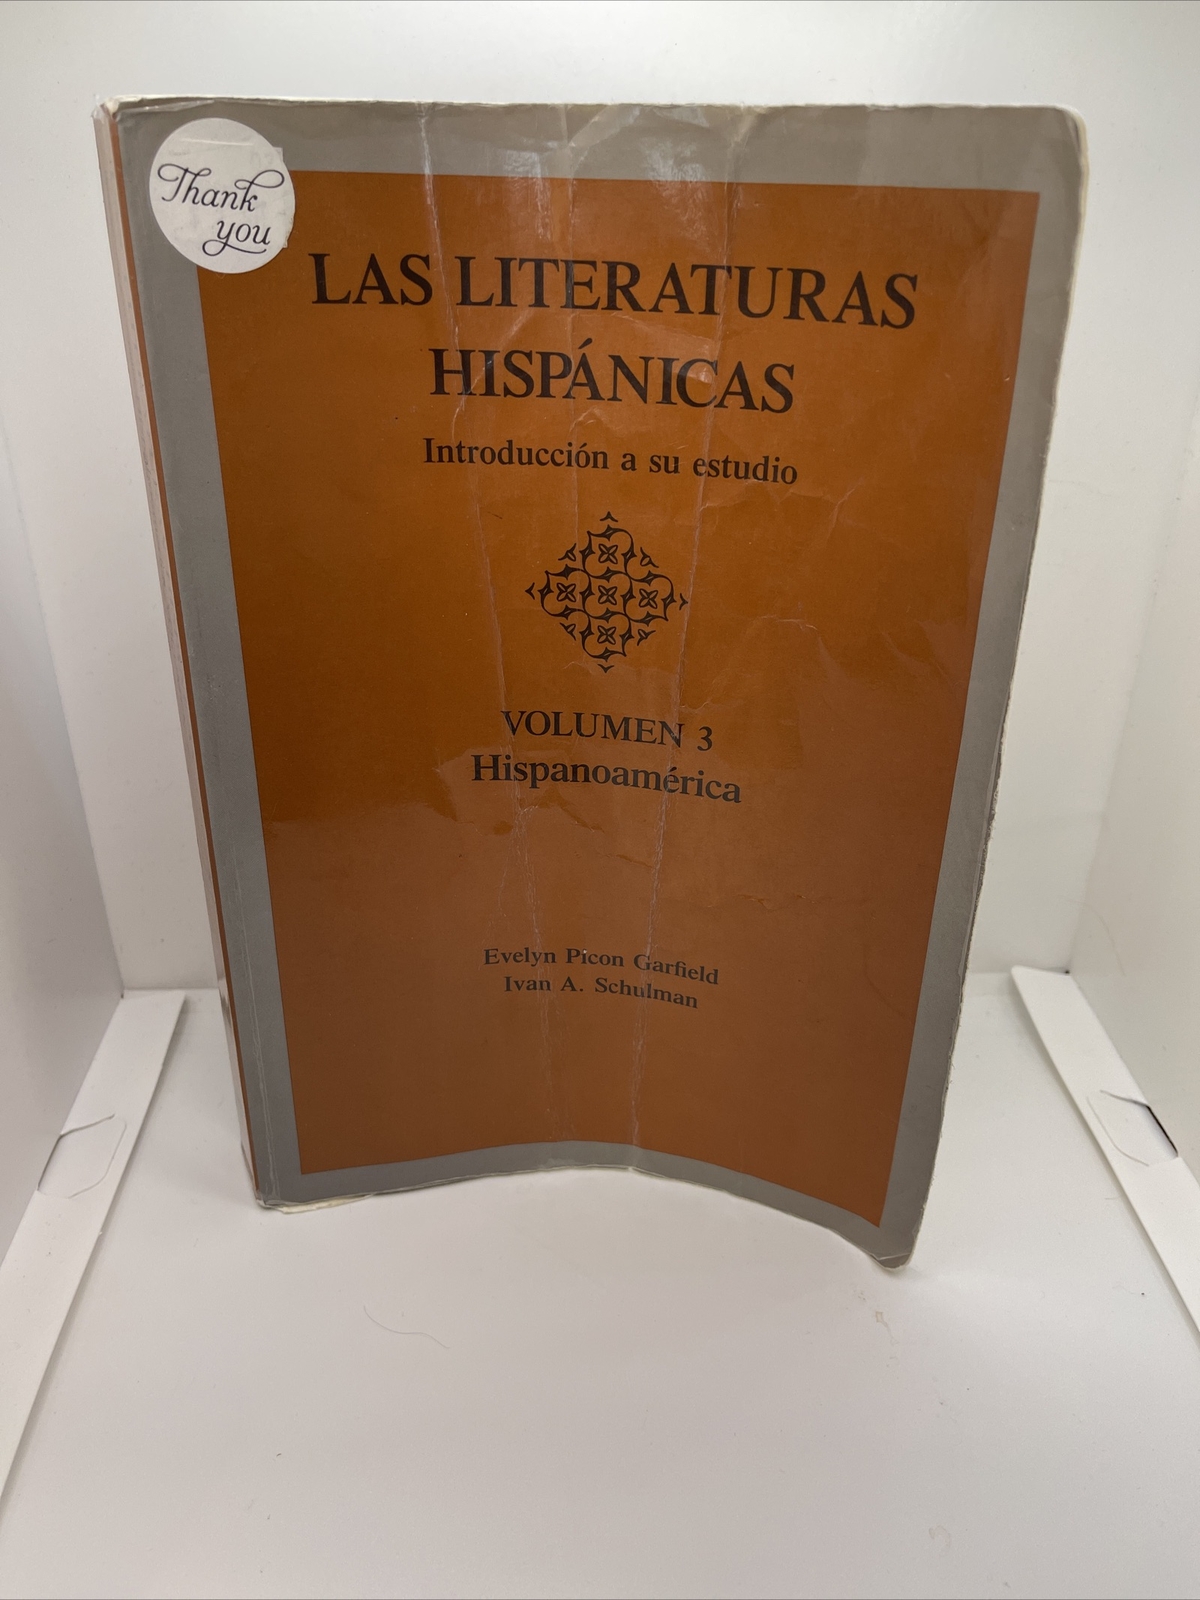 Thank
you
LAS LITERATURAS
HISPÁNICAS
Introducción a su estudio
VOLUMEN 3
Hispanoamérica
Evelyn Picon Garfield
Ivan A. Schulman